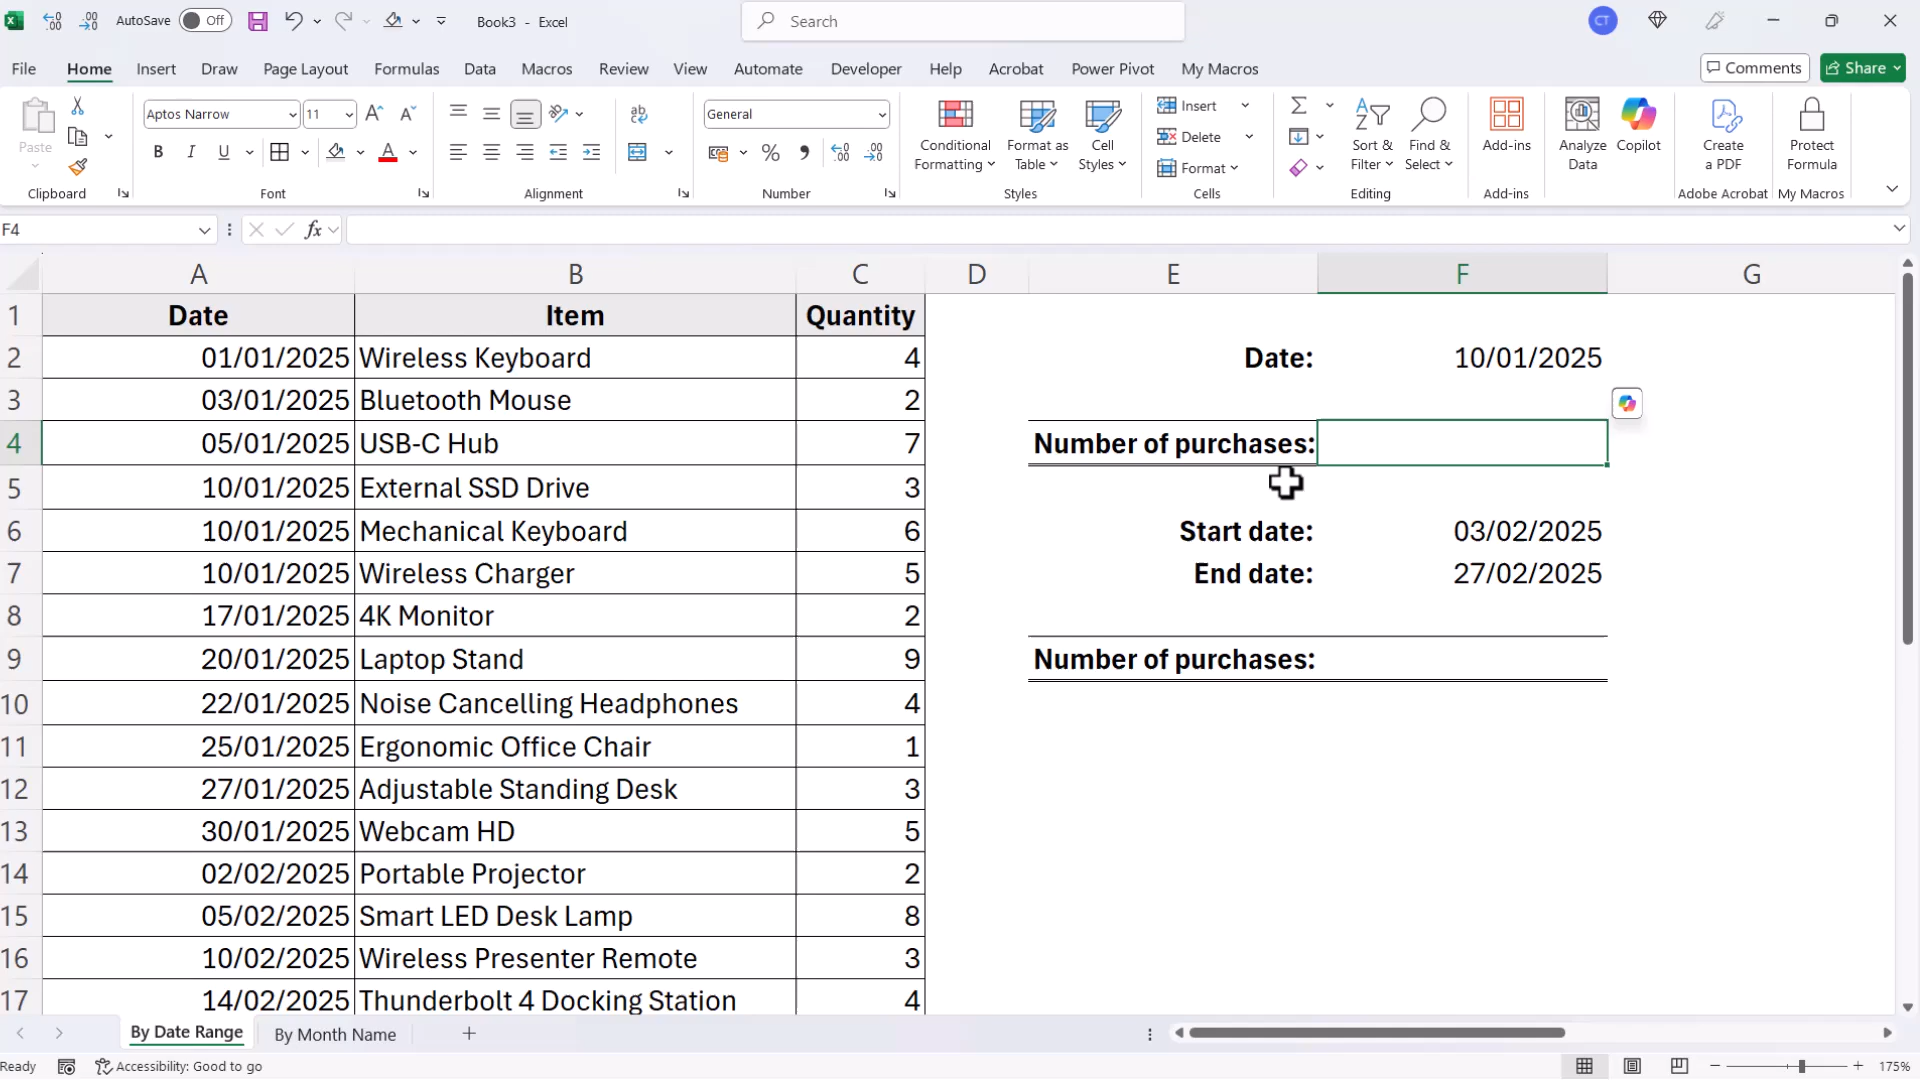 AutoSave Off Book3 - Excel Search CT
File Home Insert Draw Page Layout Formulas Data Macros Review View Automate Developer Help Acrobat Power Pivot My Macros Comments Share
Paste Aptos Narrow 11 General Conditional Formatting Format as Table Cell Styles Insert Delete Format Sort & Filter Find & Select Add-ins Analyze Data Copilot Create a PDF Protect Formula
B I U A
Clipboard Font Alignment Number Styles Cells Editing Add-ins Adobe Acrobat My Macros
F4 fx
A B C D E F G
1 Date Item Quantity
2 01/01/2025 Wireless Keyboard 4 Date: 10/01/2025
3 03/01/2025 Bluetooth Mouse 2
4 05/01/2025 USB-C Hub 7 Number of purchases:
5 10/01/2025 External SSD Drive 3
6 10/01/2025 Mechanical Keyboard 6 Start date: 03/02/2025
7 10/01/2025 Wireless Charger 5 End date: 27/02/2025
8 17/01/2025 4K Monitor 2
9 20/01/2025 Laptop Stand 9 Number of purchases:
10 22/01/2025 Noise Cancelling Headphones 4
11 25/01/2025 Ergonomic Office Chair 1
12 27/01/2025 Adjustable Standing Desk 3
13 30/01/2025 Webcam HD 5
14 02/02/2025 Portable Projector 2
15 05/02/2025 Smart LED Desk Lamp 8
16 10/02/2025 Wireless Presenter Remote 3
17 14/02/2025 Thunderbolt 4 Docking Station 4
By Date Range By Month Name
Ready Accessibility: Good to go 175%